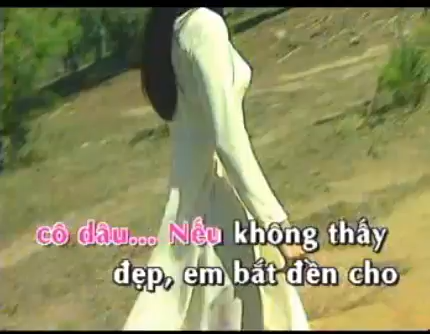 cô dâu... Nếu không thấy
đẹp, em bắt đền cho